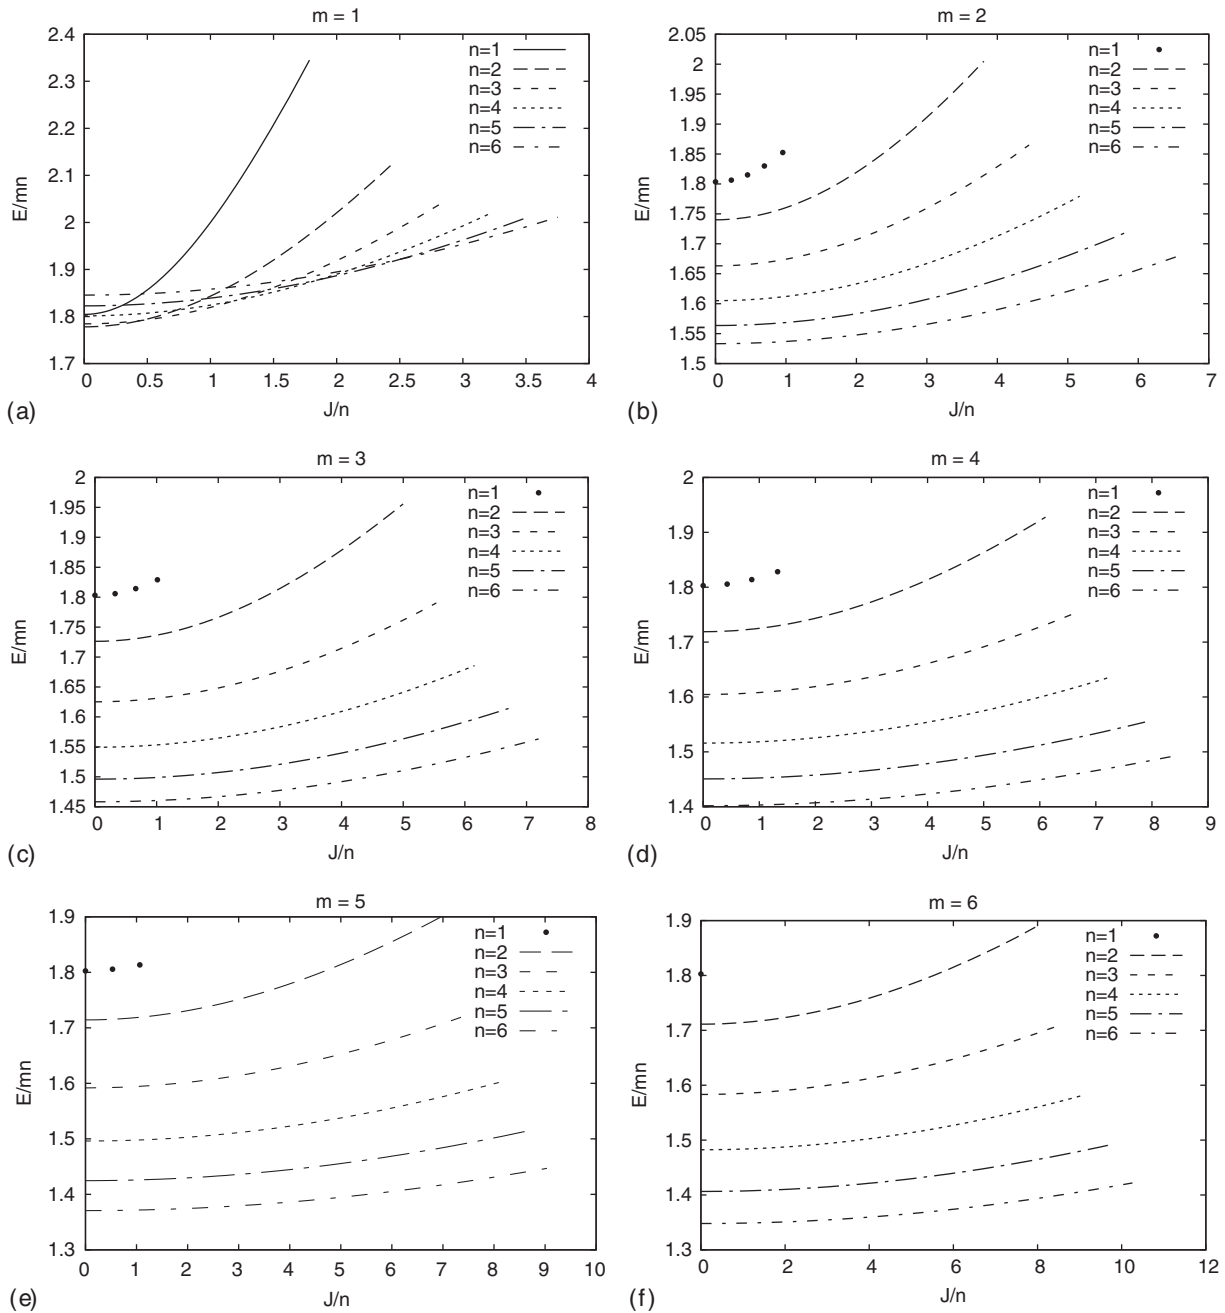 m = 1
2.4
2.3
2.2
2.1
2
1.9
1.8
1.7
E/mn
n=1
n=2
n=3
n=4
n=5
n=6
0 0.5 1 1.5 2 2.5 3 3.5 4
J/n
(a)
m = 2
2.05
2
1.95
1.9
1.85
1.8
1.75
1.7
1.65
1.6
1.55
1.5
E/mn
n=1
n=2
n=3
n=4
n=5
n=6
0 1 2 3 4 5 6 7
J/n
(b)
m = 3
2
1.95
1.9
1.85
1.8
1.75
1.7
1.65
1.6
1.55
1.5
1.45
E/mn
n=1
n=2
n=3
n=4
n=5
n=6
0 1 2 3 4 5 6 7 8
J/n
(c)
m = 4
2
1.9
1.8
1.7
1.6
1.5
1.4
E/mn
n=1
n=2
n=3
n=4
n=5
n=6
0 1 2 3 4 5 6 7 8 9
J/n
(d)
m = 5
1.9
1.8
1.7
1.6
1.5
1.4
1.3
E/mn
n=1
n=2
n=3
n=4
n=5
n=6
0 1 2 3 4 5 6 7 8 9 10
J/n
(e)
m = 6
1.9
1.8
1.7
1.6
1.5
1.4
1.3
E/mn
n=1
n=2
n=3
n=4
n=5
n=6
0 2 4 6 8 10 12
J/n
(f)